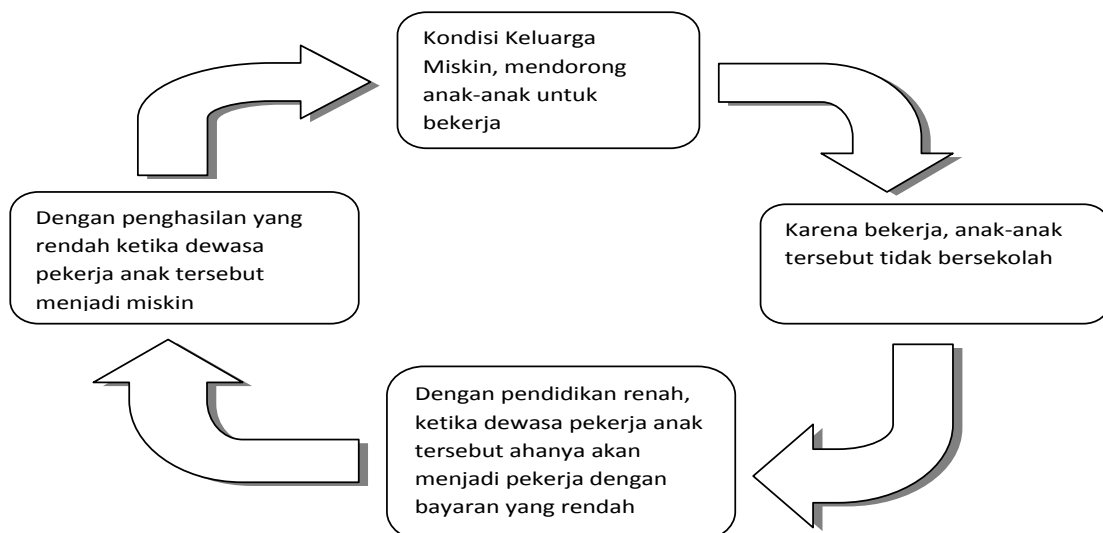 Kondisi Keluarga
Miskin, mendorong
anak-anak untuk
bekerja
Karena bekerja, anak-anak
tersebut tidak bersekolah
Dengan pendidikan renah,
ketika dewasa pekerja anak
tersebut ahanya akan
menjadi pekerja dengan
bayaran yang rendah
Dengan penghasilan yang
rendah ketika dewasa
pekerja anak tersebut
menjadi miskin